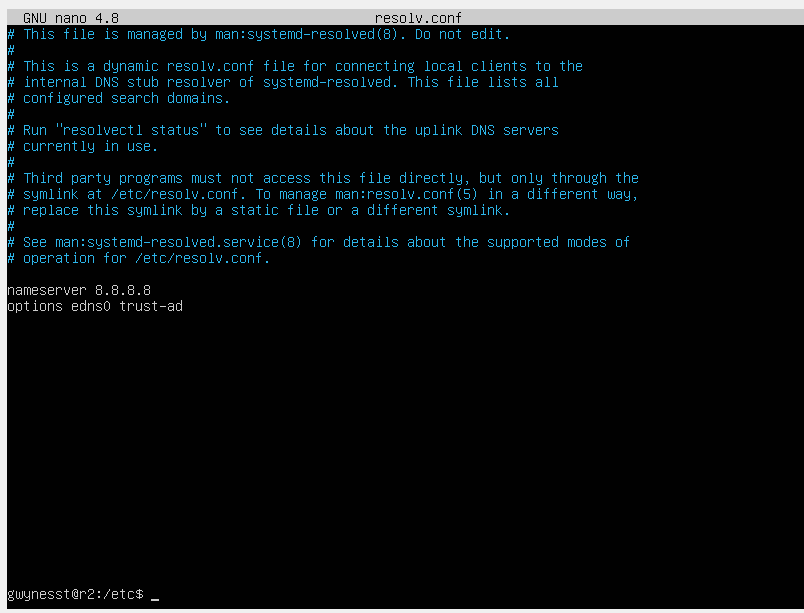 GNU nano 4.8 resolv.conf
# This file is managed by man:systemd-resolved(8). Do not edit.
#
# This is a dynamic resolv.conf file for connecting local clients to the
# internal DNS stub resolver of systemd-resolved. This file lists all
# configured search domains.
#
# Run "resolvectl status" to see details about the uplink DNS servers
# currently in use.
#
# Third party programs must not access this file directly, but only through the
# symlink at /etc/resolv.conf. To manage man:resolv.conf(5) in a different way,
# replace this symlink by a static file or a different symlink.
#
# See man:systemd-resolved.service(8) for details about the supported modes of
# operation for /etc/resolv.conf.
nameserver 8.8.8.8
options edns0 trust-ad
gwynesst@r2:/etc$ _